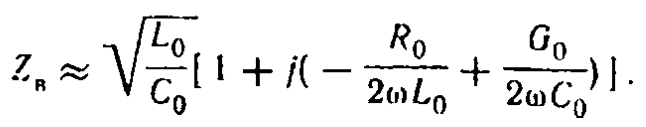 Z_в ≈ √(L₀/C₀) [ 1 + j( − R₀/(2ωL₀) + G₀/(2ωC₀) ) ] .